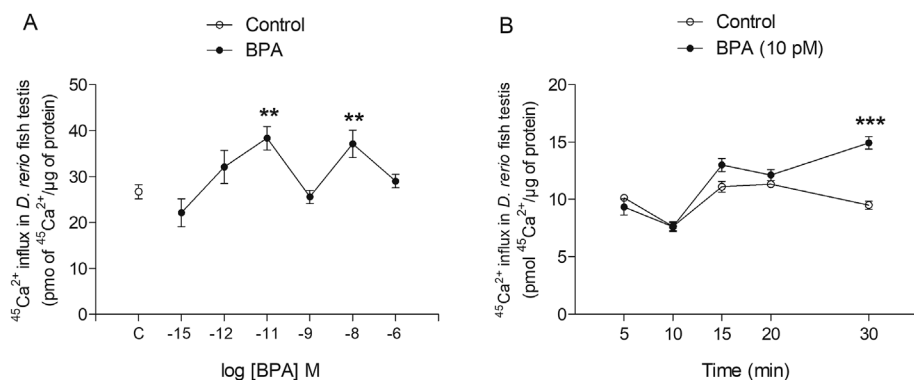 A
Control
BPA
45Ca2+ influx in D. rerio fish testis
(pmo of 45Ca2+/µg of protein)
50
40
30
20
10
0
**
**
C
-15
-12
-11
-9
-8
-6
log [BPA] M
B
Control
BPA (10 pM)
45Ca2+ influx in D. rerio fish testis
(pmol 45Ca2+/µg of protein)
20
15
10
5
0
***
5
10
15
20
30
Time (min)